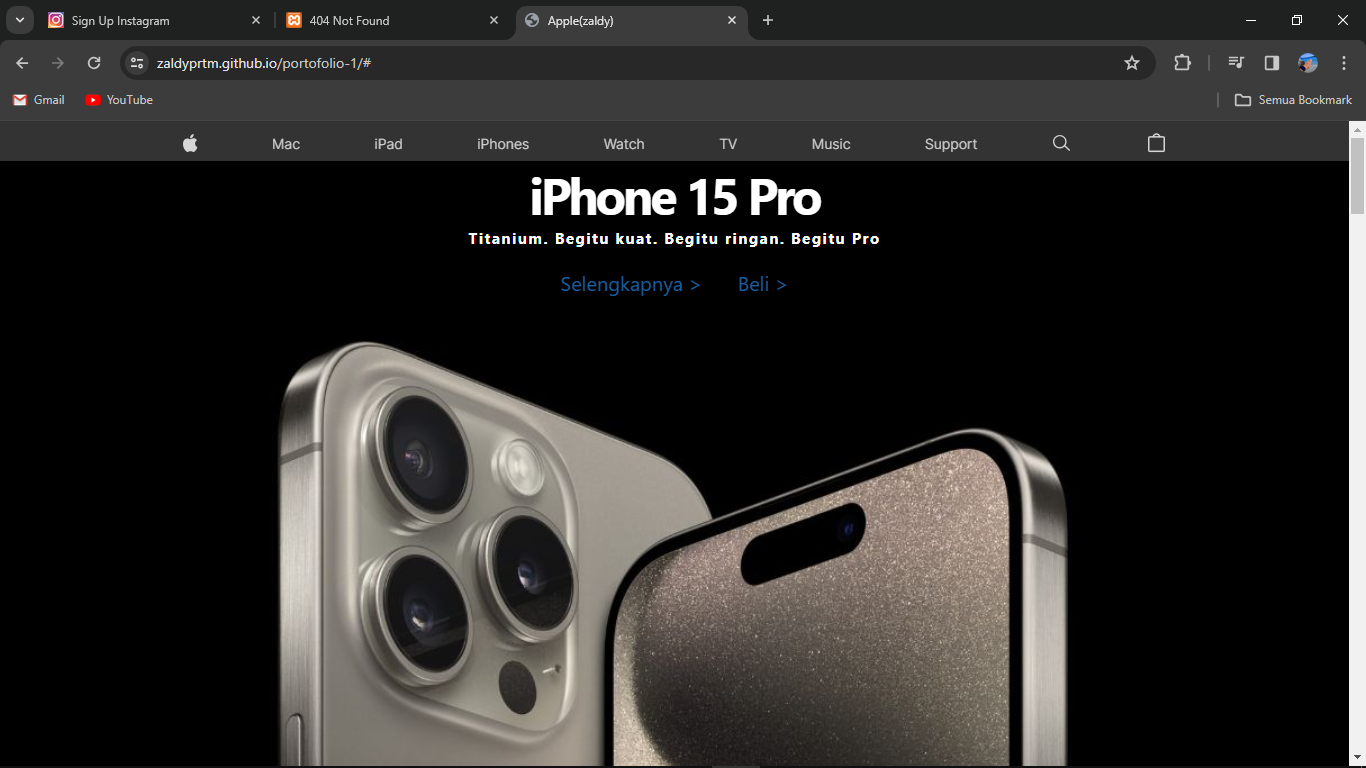 Sign Up Instagram
404 Not Found
Apple(zaldy)
zaldyprtm.github.io/portofolio-1/#
Gmail
YouTube
Semua Bookmark
Mac
iPad
iPhones
Watch
TV
Music
Support
iPhone 15 Pro
Titanium. Begitu kuat. Begitu ringan. Begitu Pro
Selengkapnya > Beli >